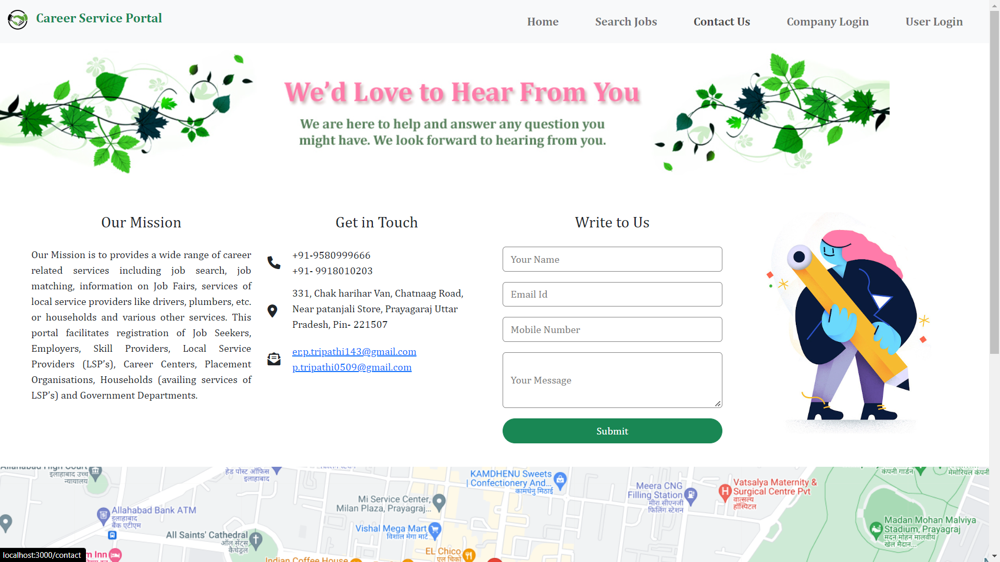 Career Service Portal
Home
Search Jobs
Contact Us
Company Login
User Login
We’d Love to Hear From You
We are here to help and answer any question you
might have. We look forward to hearing from you.
Our Mission
Our Mission is to provides a wide range of career
related services including job search, job
matching, information on Job Fairs, services of
local service providers like drivers, plumbers, etc.
or households and various other services. This
portal facilitates registration of Job Seekers,
Employers, Skill Providers, Local Service
Providers (LSP’s), Career Centers, Placement
Organisations, Households (availing services of
LSP’s) and Government Departments.
Get in Touch
+91-9580999666
+91- 9918010203
331, Chak harihar Van, Chatnaag Road,
Near patanjali Store, Prayagaraj Uttar
Pradesh, Pin- 221507
er.p.tripathi143@gmail.com
p.tripathi0509@gmail.com
Write to Us
Your Name
Email Id
Mobile Number
Your Message
Submit
Allahabad High Court
इलाहाबाद उच्च
न्यायालय
हेड पोस्ट ऑफिस
इलाहाबाद
KAMDHENU Sweets
| Confectionery And...
कामधेनु मिठाई
Meera CNG
Filling Station
मीरा सीएनजी
फिलिंग स्टेशन
Vatsalya Maternity &
Surgical Centre Pvt
वात्सल्य
हॉस्पिटल
कंपनी गार्डन
मेमोरियल कंपनी
Mi Service Center,
Milan Plaza, Prayagraj...
Allahabad Bank ATM
इलाहाबाद
बैंक एटीएम
Vishal Mega Mart
विशाल मेगा मार्ट
All Saints' Cathedral
ऑल सेंट्स
कैथेड्रल
Madan Mohan Malviya
Stadium, Prayagraj
मदन मोहन मालवीय
खेल मैदान...
EL Chico
एल चिको
Indian Coffee House
m Inn
localhost:3000/contact